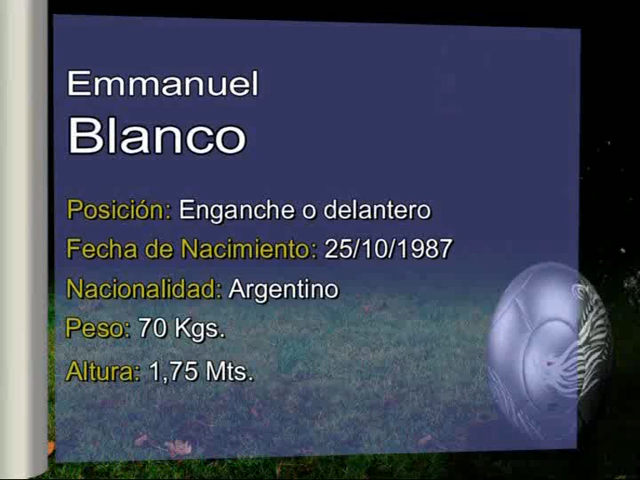 Emmanuel
Blanco
Posición: Enganche o delantero
Fecha de Nacimiento: 25/10/1987
Nacionalidad: Argentino
Peso: 70 Kgs.
Altura: 1,75 Mts.